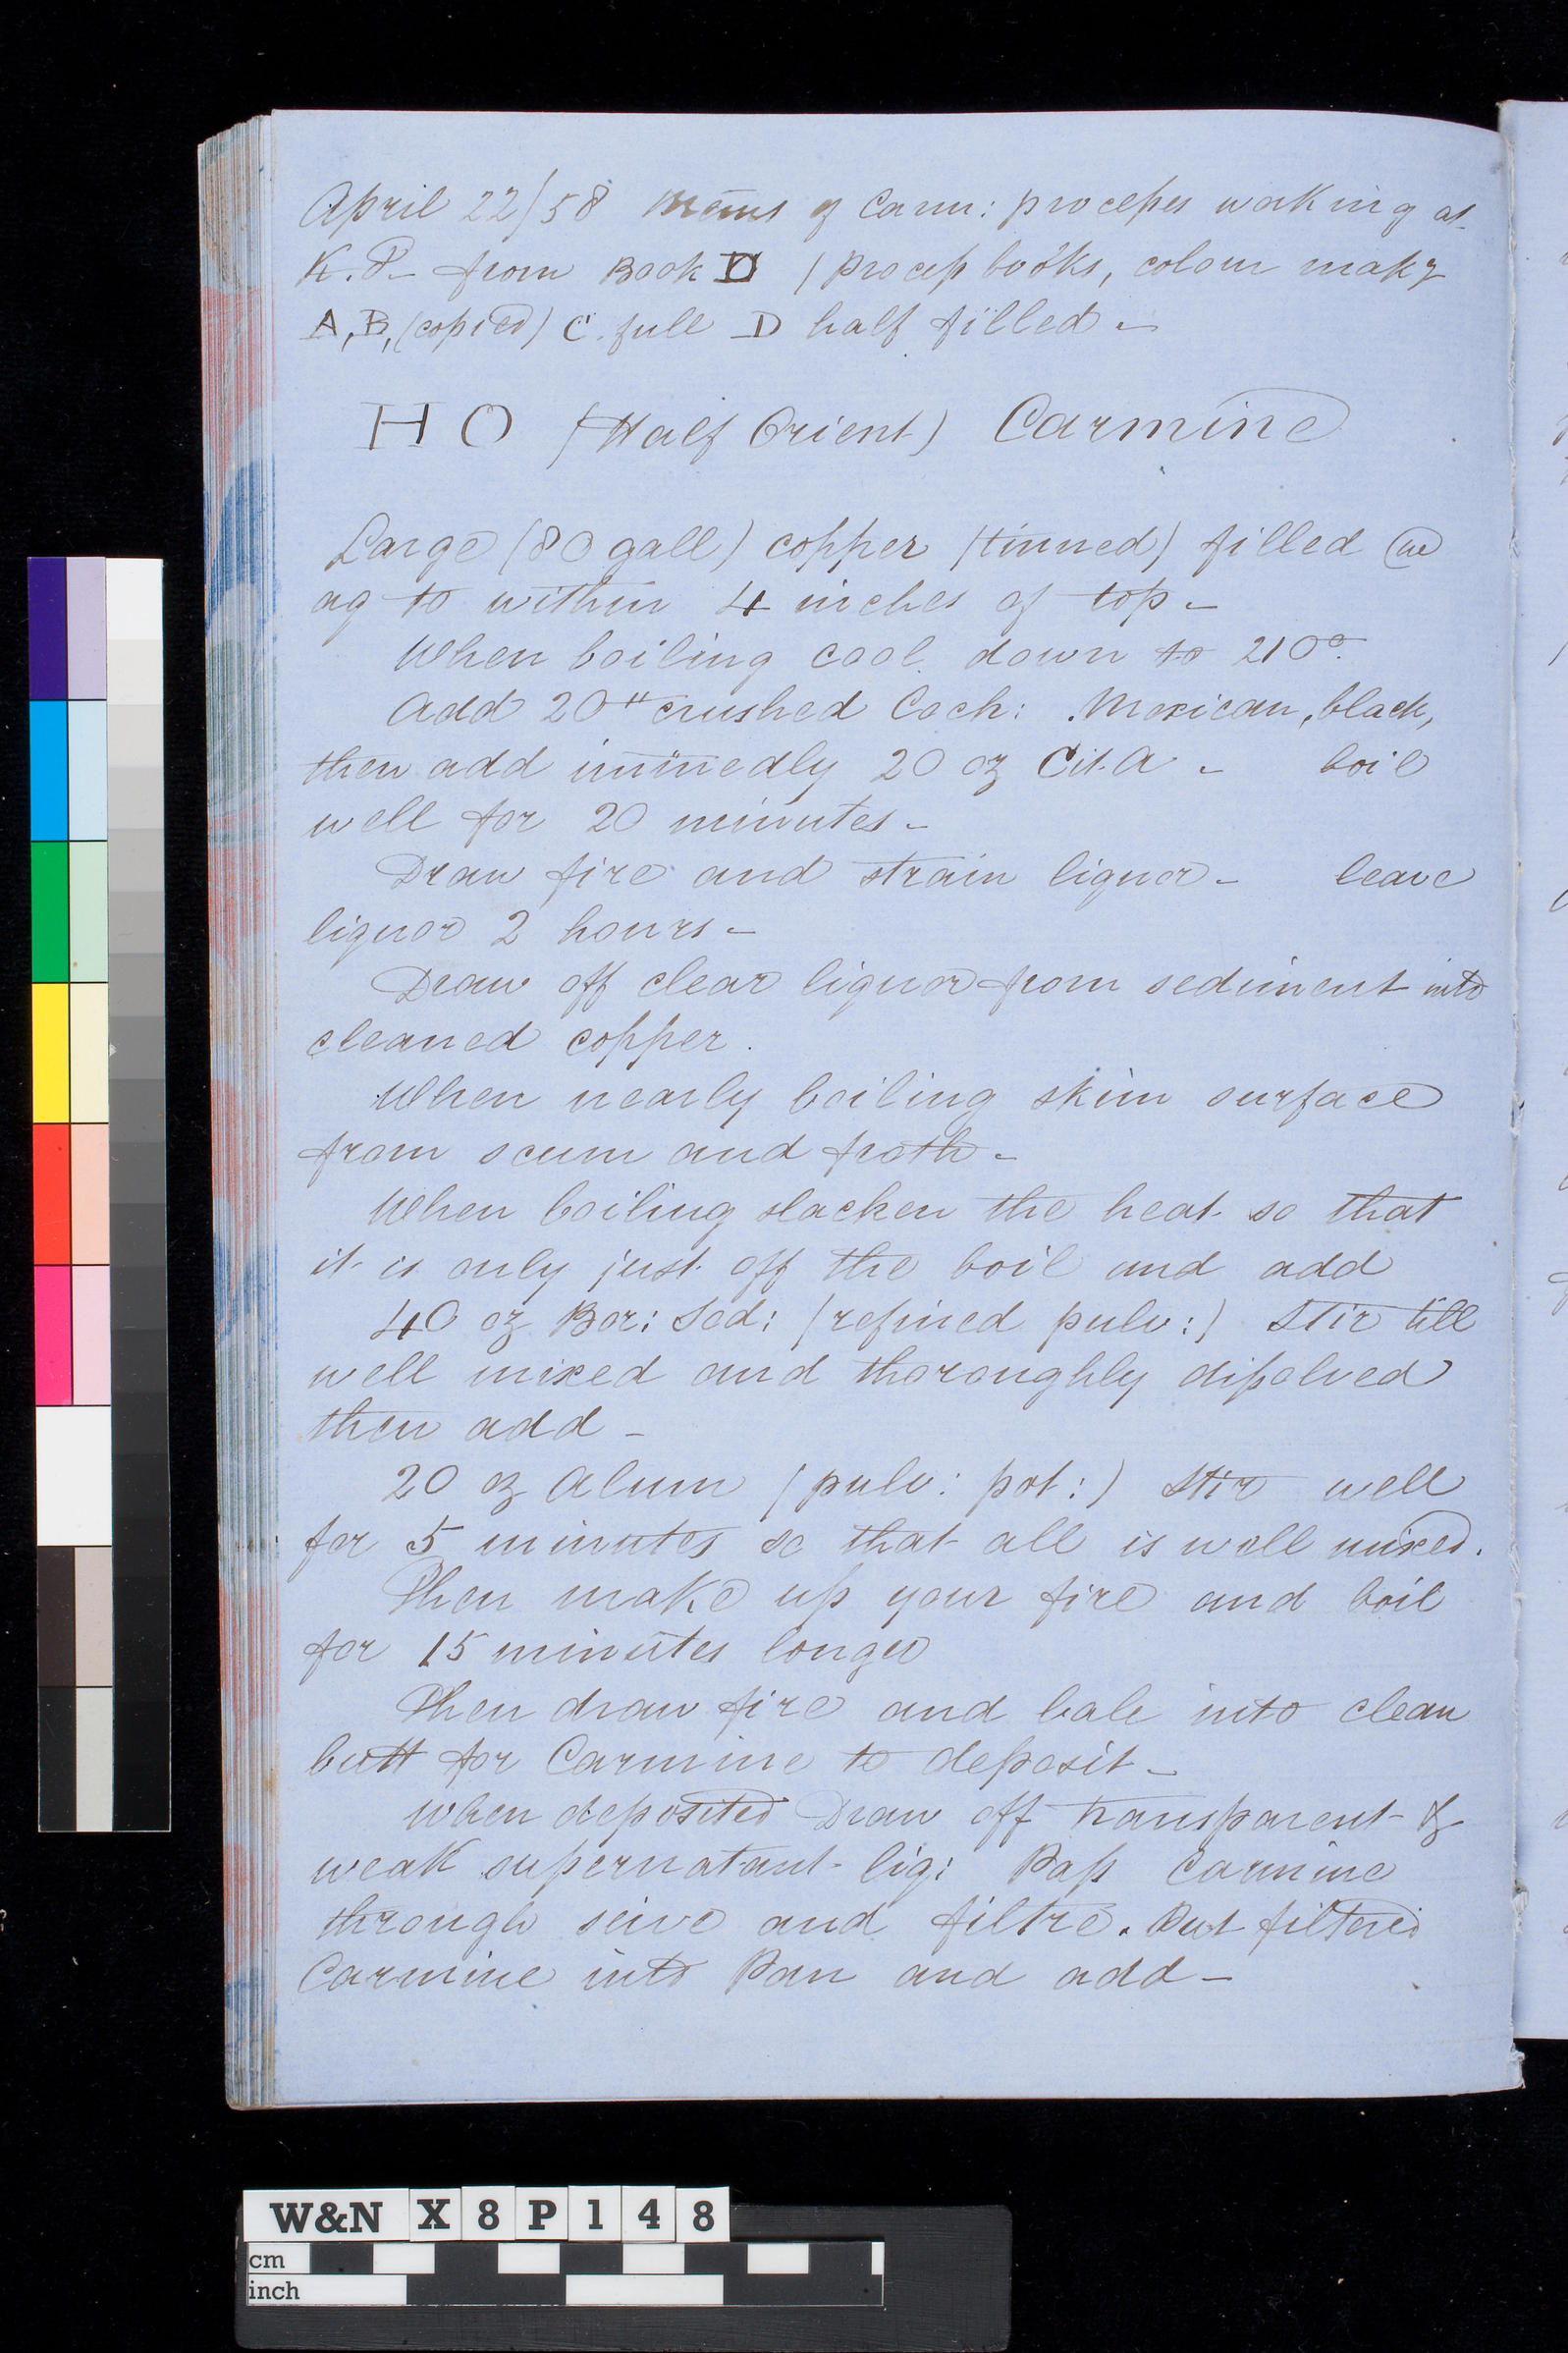 April 22/58 Mems of Carm: processes working at
K.P. from Book D (process books, colour makg
A, B, (copied) C. full D half filled -
HO (Half Orient) Carmine
Large (80 gall) copper (tinned) filled
aq to within 4 inches of top -
When boiling cool down to 210°.
Add 20 crushed Coch: Mexican, black,
then add immedly 20 oz Cit. A - boil
well for 20 minutes -
Draw fire and strain liquor - leave
liquor 2 hours -
Draw off clear liquor from sediment into
cleaned copper.
When nearly boiling skim surface
from scum and froth -
When boiling slacken the heat so that
it is only just off the boil and add
40 oz Bor: Sod: (refined pulv:) Stir till
well mixed and thoroughly dissolved
then add -
20 oz Alum (pulv: pot:) Stir well
for 5 minutes so that all is well mixed.
Then make up your fire and boil
for 15 minutes longer
Then draw fire and bale into clean
butt for Carmine to deposit -
When deposited Draw off transparent &
weak supernatant liq: Pass Carmine
through seive and filtre. Put filtered
Carmine into Pan and add -
W&N X 8 P 1 4 8
cm
inch